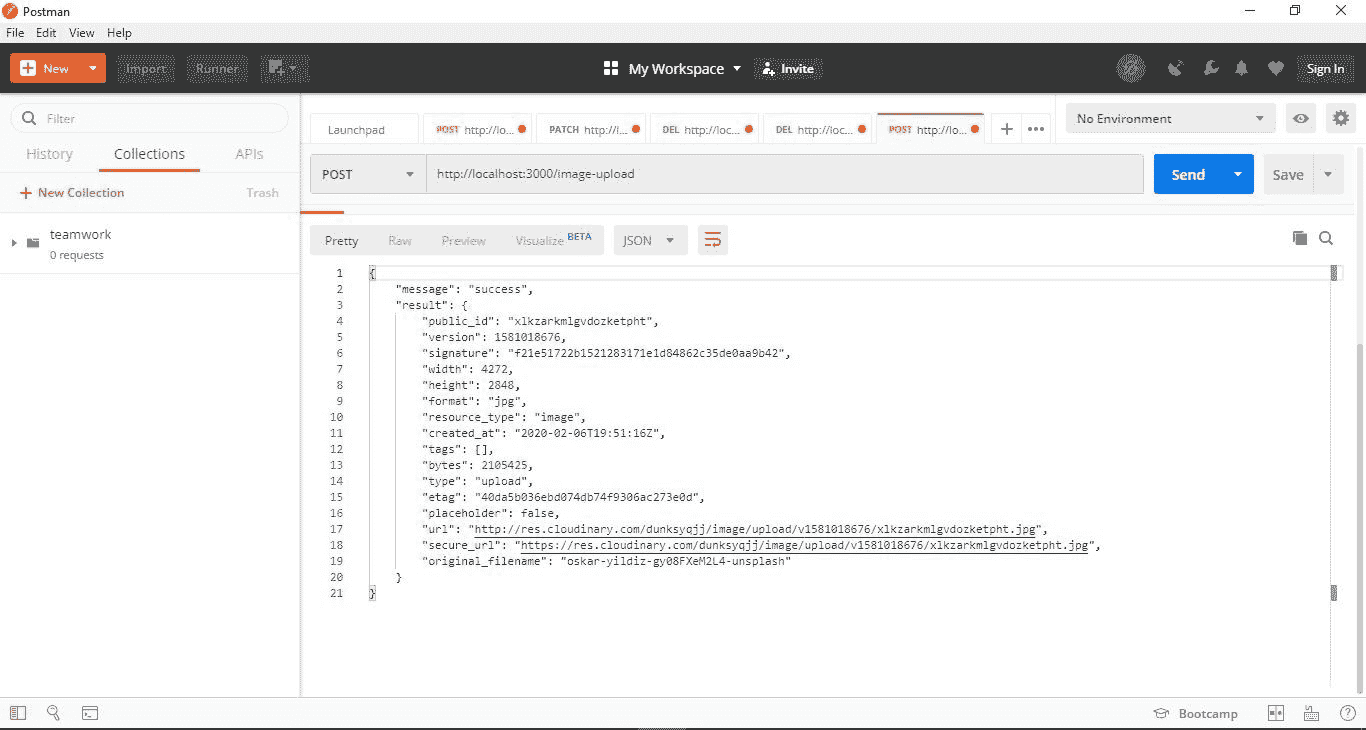 Postman
File Edit View Help
New Import Runner My Workspace Invite Sign In
Filter
History Collections APIs
New Collection Trash
teamwork
0 requests
Launchpad POST http://lo... PATCH http://l... DEL http://loc... DEL http://loc... POST http://lo... No Environment
POST http://localhost:3000/image-upload Send Save
Pretty Raw Preview Visualize BETA JSON
1 {
2 "message": "success",
3 "result": {
4 "public_id": "xlkzarkmlgvdozketpht",
5 "version": 1581018676,
6 "signature": "f21e51722b1521283171e1d84862c35de0aa9b42",
7 "width": 4272,
8 "height": 2848,
9 "format": "jpg",
10 "resource_type": "image",
11 "created_at": "2020-02-06T19:51:16Z",
12 "tags": [],
13 "bytes": 2105425,
14 "type": "upload",
15 "etag": "40da5b036ebd074db74f9306ac273e0d",
16 "placeholder": false,
17 "url": "http://res.cloudinary.com/dunksyqjj/image/upload/v1581018676/xlkzarkmlgvdozketpht.jpg",
18 "secure_url": "https://res.cloudinary.com/dunksyqjj/image/upload/v1581018676/xlkzarkmlgvdozketpht.jpg",
19 "original_filename": "oskar-yildiz-gy08FXeM2L4-unsplash"
20 }
21 }
Bootcamp